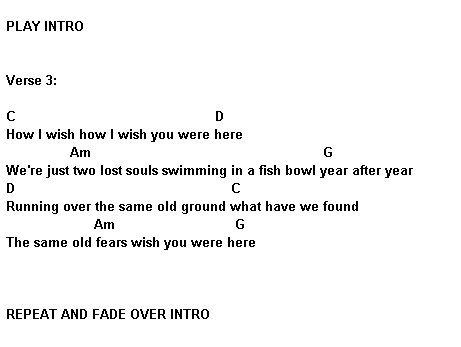 PLAY INTRO
Verse 3:
C D
How I wish how I wish you were here
Am G
We're just two lost souls swimming in a fish bowl year after year
D C
Running over the same old ground what have we found
Am G
The same old fears wish you were here
REPEAT AND FADE OVER INTRO